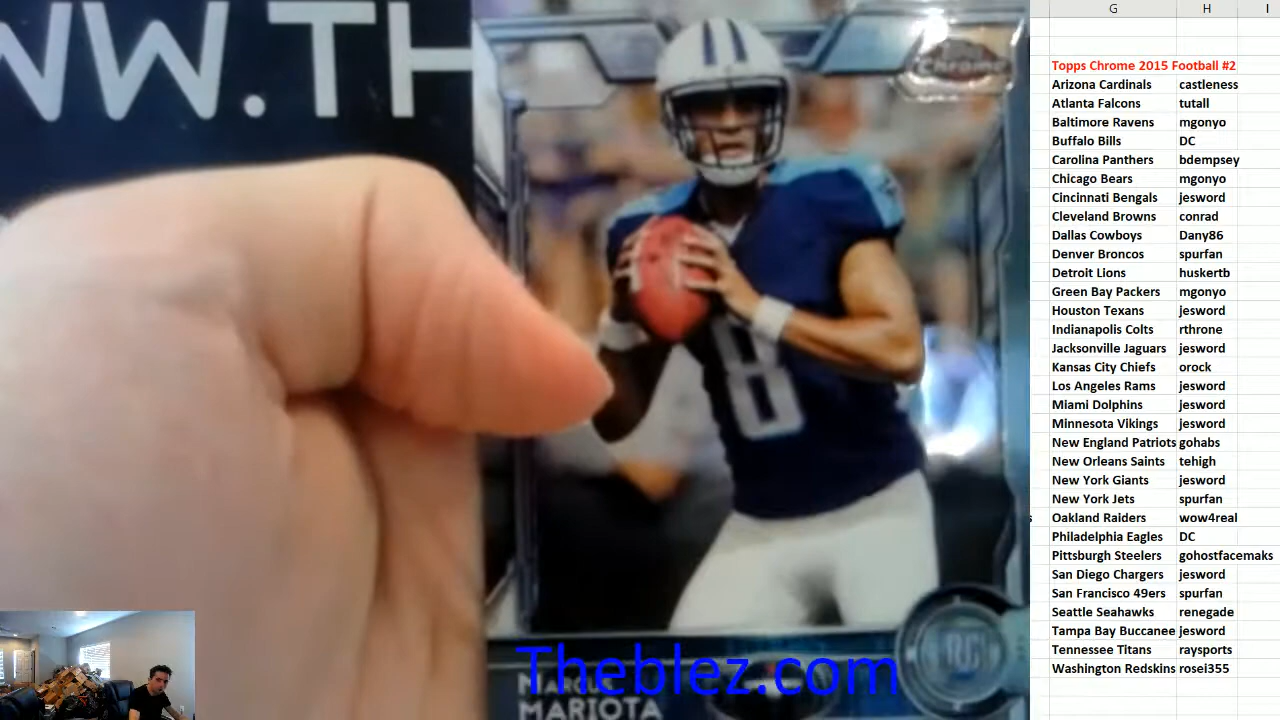 WW.TH
Chrome
8
RC
Theblez.com
MARCUS
MARIOTA
G H I
Topps Chrome 2015 Football #2
Arizona Cardinals castleness
Atlanta Falcons tutall
Baltimore Ravens mgonyo
Buffalo Bills DC
Carolina Panthers bdempsey
Chicago Bears mgonyo
Cincinnati Bengals jesword
Cleveland Browns conrad
Dallas Cowboys Dany86
Denver Broncos spurfan
Detroit Lions huskertb
Green Bay Packers mgonyo
Houston Texans jesword
Indianapolis Colts rthrone
Jacksonville Jaguars jesword
Kansas City Chiefs orock
Los Angeles Rams jesword
Miami Dolphins jesword
Minnesota Vikings jesword
New England Patriots gohabs
New Orleans Saints tehigh
New York Giants jesword
New York Jets spurfan
Oakland Raiders wow4real
Philadelphia Eagles DC
Pittsburgh Steelers gohostfacemaks
San Diego Chargers jesword
San Francisco 49ers spurfan
Seattle Seahawks renegade
Tampa Bay Buccanee jesword
Tennessee Titans raysports
Washington Redskins rosei355